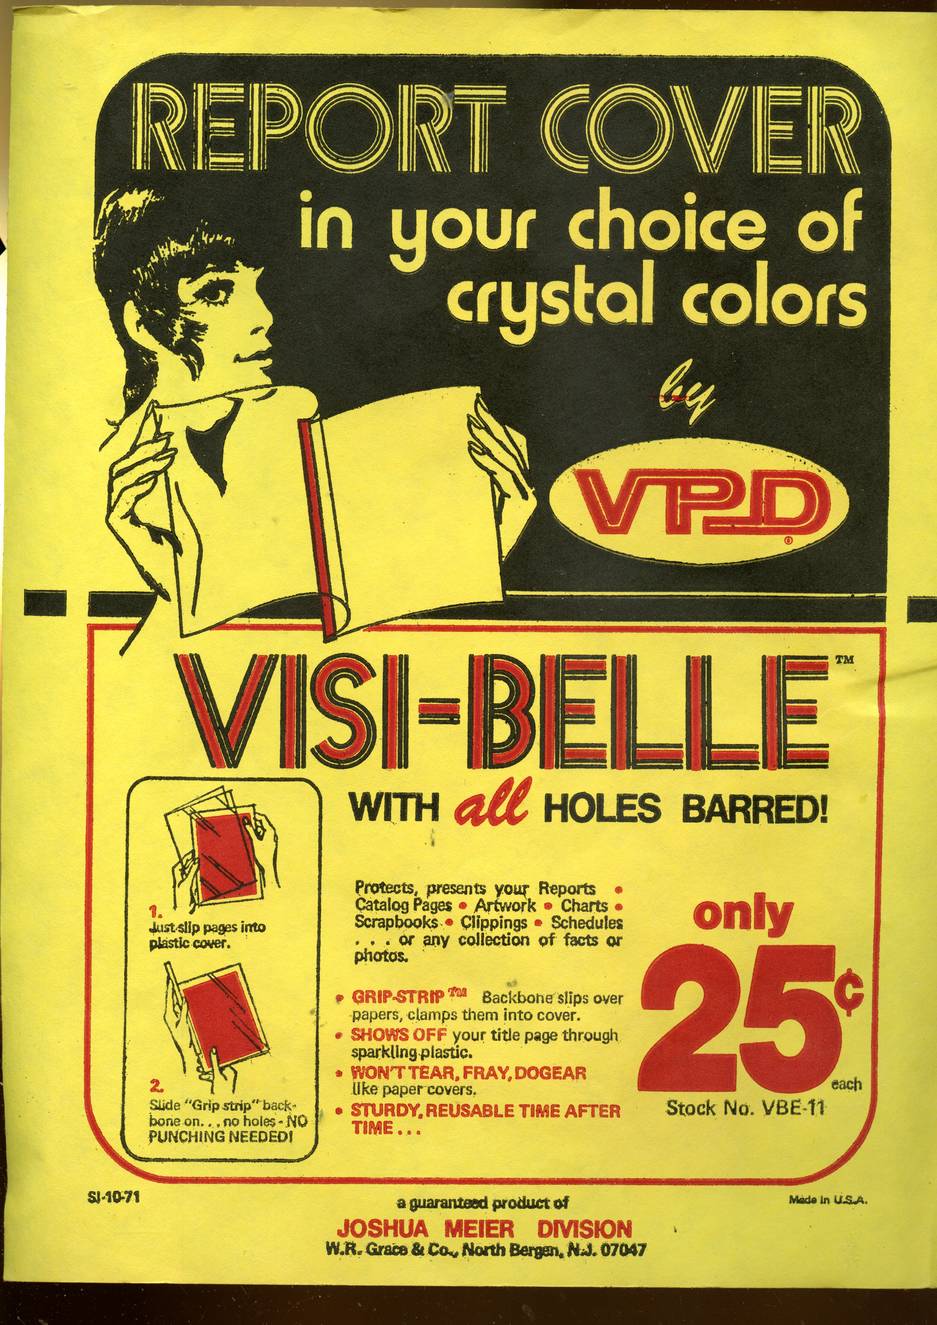 REPORT COVER
in your choice of
crystal colors
by
VPD
®
VISI-BELLE™
WITH all HOLES BARRED!
1.
Just slip pages into
plastic cover.
2.
Slide "Grip strip" back-
bone on... no holes - NO
PUNCHING NEEDED!
Protects, presents your Reports •
Catalog Pages • Artwork • Charts •
Scrapbooks • Clippings • Schedules
. . . or any collection of facts or
photos.
• GRIP-STRIP™ Backbone slips over
papers, clamps them into cover.
• SHOWS OFF your title page through
sparkling plastic.
• WON'T TEAR, FRAY, DOGEAR
like paper covers.
• STURDY, REUSABLE TIME AFTER
TIME . . .
only
25¢
each
Stock No. VBE-11
SJ-10-71
a guaranteed product of
Made in U.S.A.
JOSHUA MEIER DIVISION
W.R. Grace & Co., North Bergen, N.J. 07047